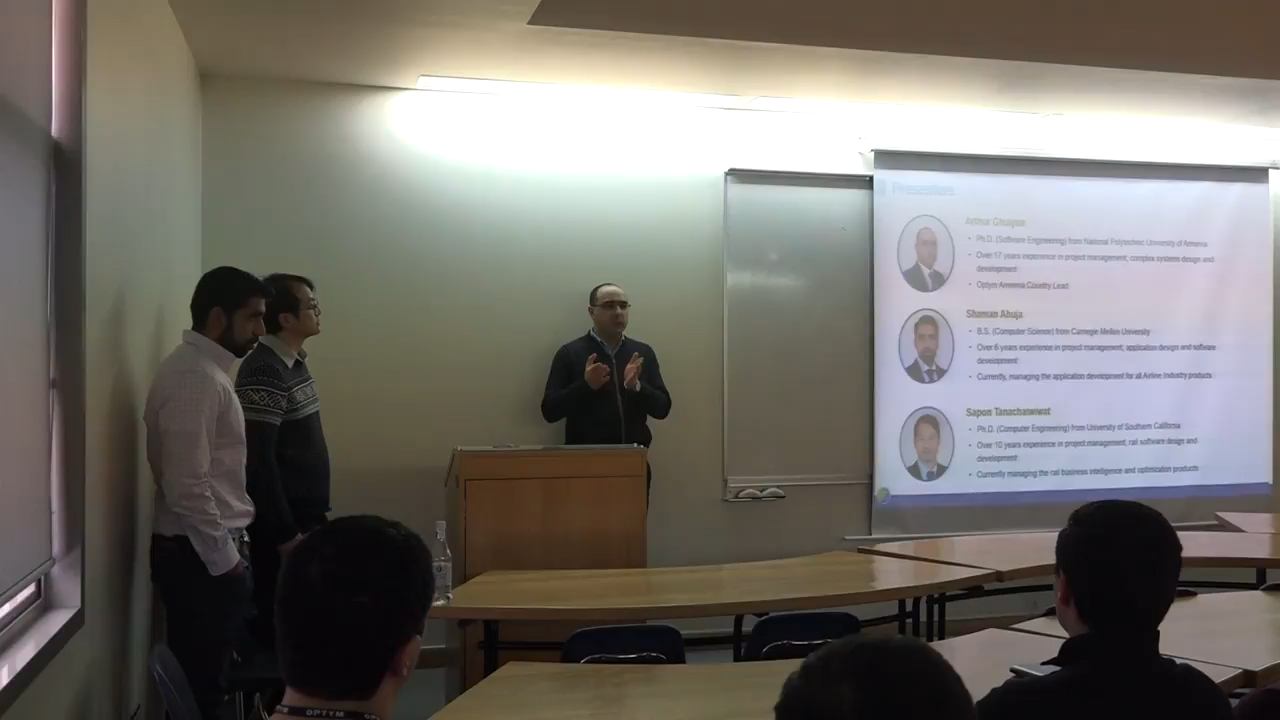 Presenters
Arthur Ghulyan
• Ph.D. (Software Engineering) from National Polytechnic University of Armenia
• Over 17 years experience in project management, complex systems design and
development
• Optym Armenia Country Lead
Shaman Ahuja
• B.S. (Computer Science) from Carnegie Mellon University
• Over 6 years experience in project management, application design and software
development
• Currently, managing the application development for all Airline Industry products
Sapon Tanachaiwiwat
• Ph.D. (Computer Engineering) from University of Southern California
• Over 10 years experience in project management, rail software design and
development
• Currently managing the rail business intelligence and optimization products
OPTYM